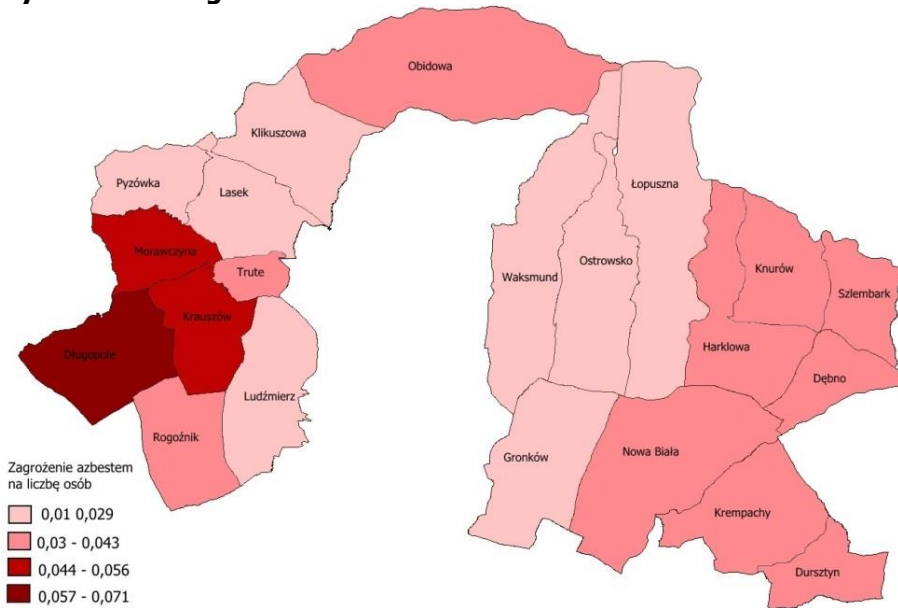 Obidowa
Klikuszowa
Pyzówka
Lasek
Łopuszna
Morawczyna
Trute
Ostrowsko
Knurów
Waksmund
Szlembark
Krauszów
Długopole
Harklowa
Dębno
Ludźmierz
Rogoźnik
Nowa Biała
Gronków
Zagrożenie azbestem
na liczbę osób
0,01 0,029
0,03 - 0,043
0,044 - 0,056
0,057 - 0,071
Krempachy
Dursztyn